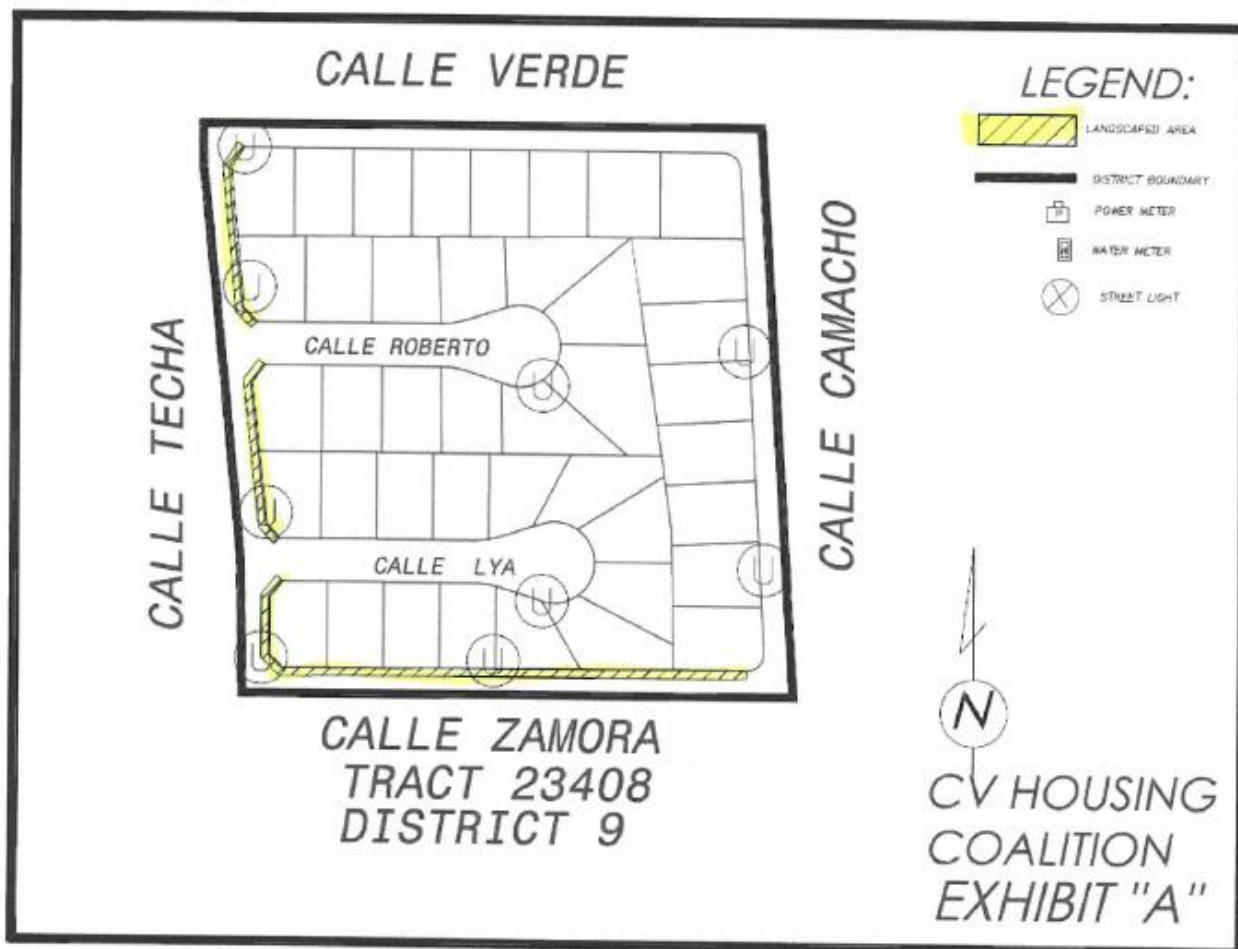 CALLE VERDE
LEGEND:
LANDSCAPED AREA
DISTRICT BOUNDARY
P
POWER METER
WATER METER
STREET LIGHT
CALLE TECHA
CALLE CAMACHO
CALLE ROBERTO
CALLE LYA
U
U
U
U
U
U
U
U
U
CALLE ZAMORA
TRACT 23408
DISTRICT 9
N
CV HOUSING
COALITION
EXHIBIT "A"